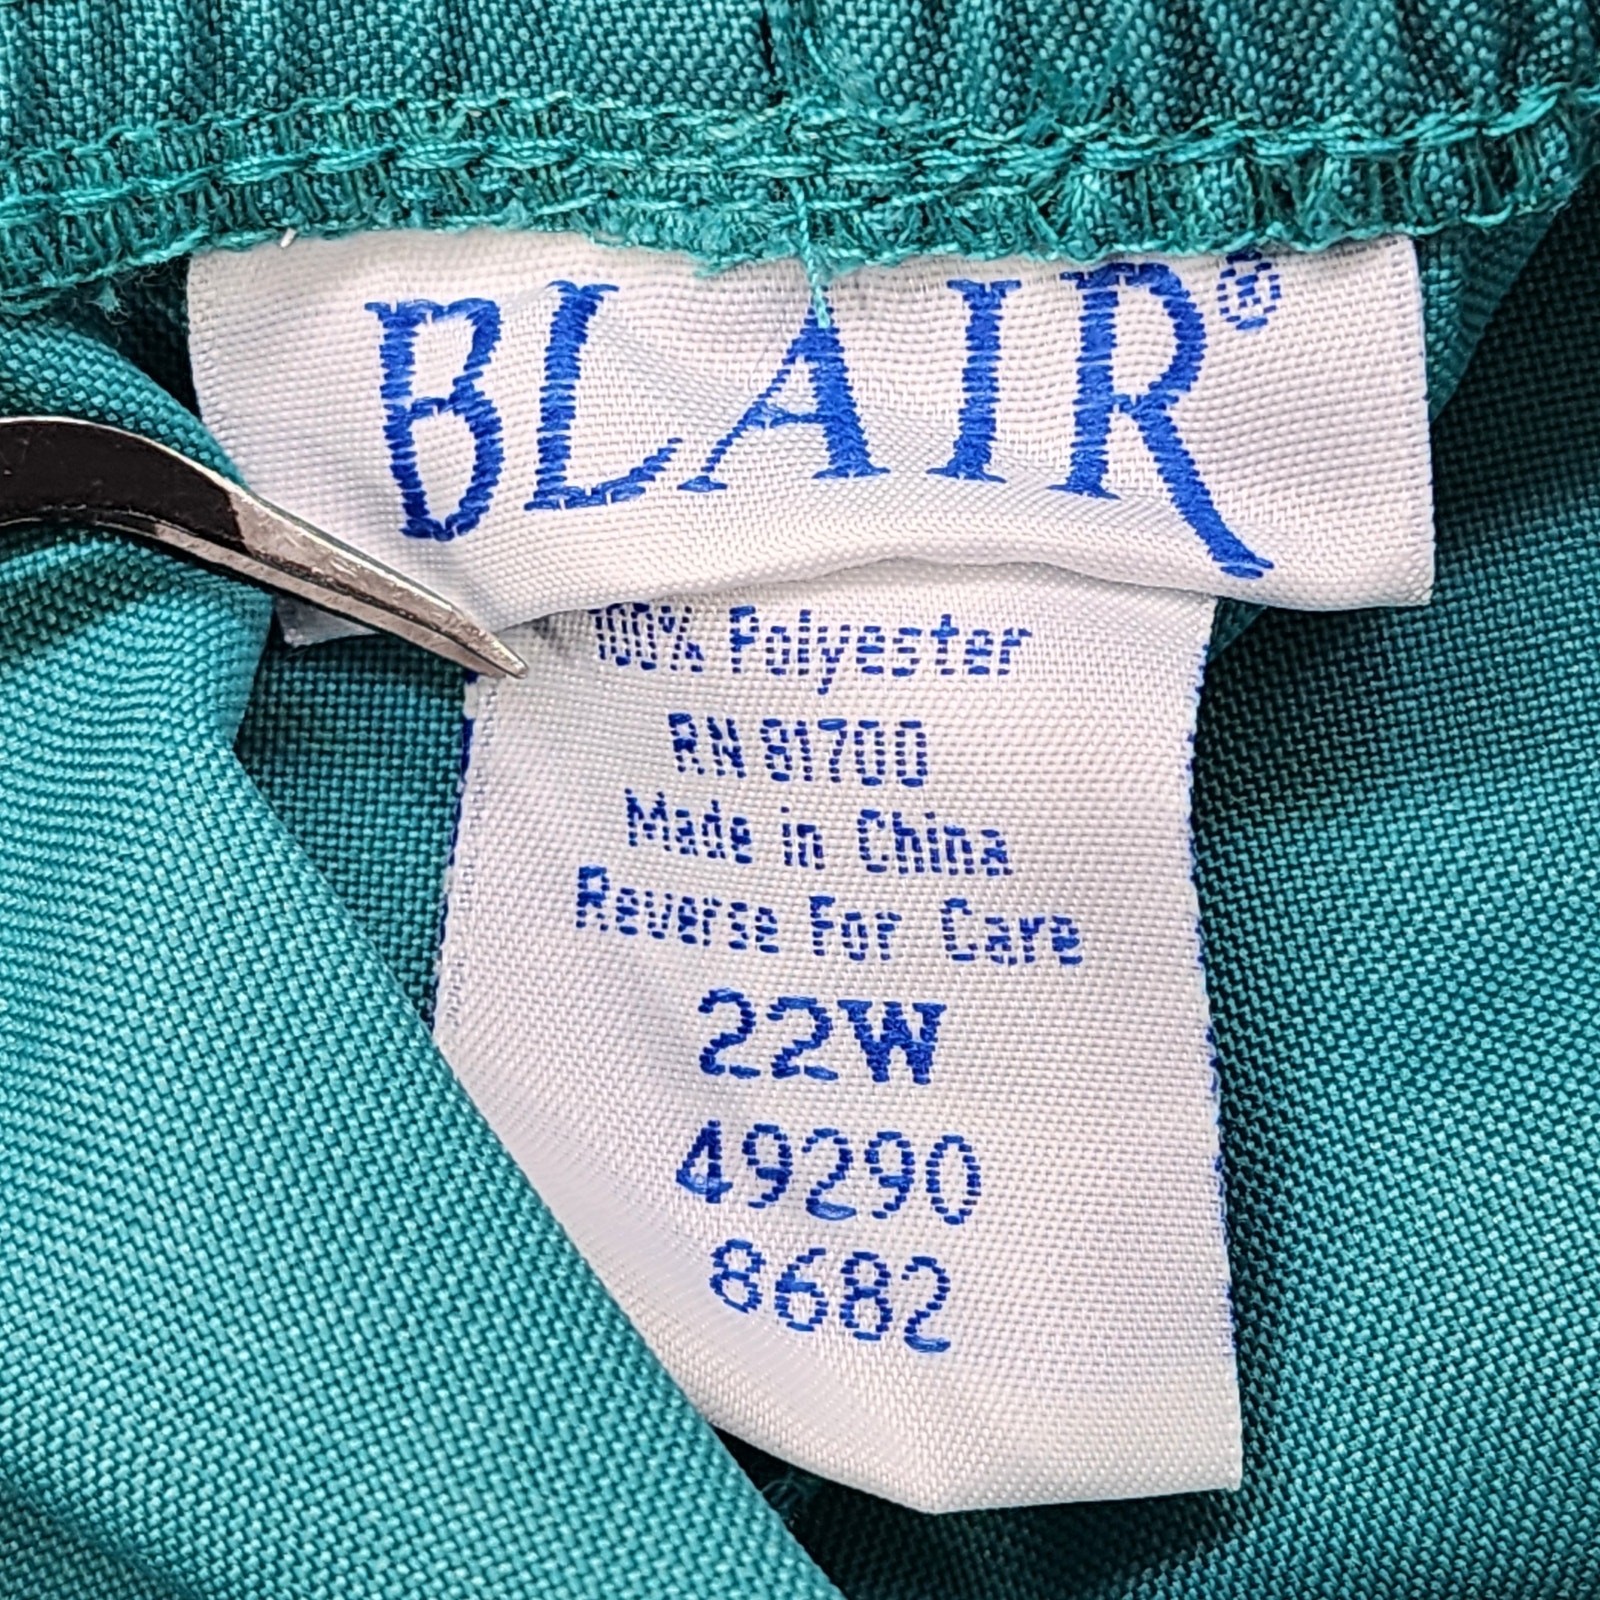 BLAIR®
100% Polyester
RN 81700
Made in China
Reverse For Care
22W
49290
8682